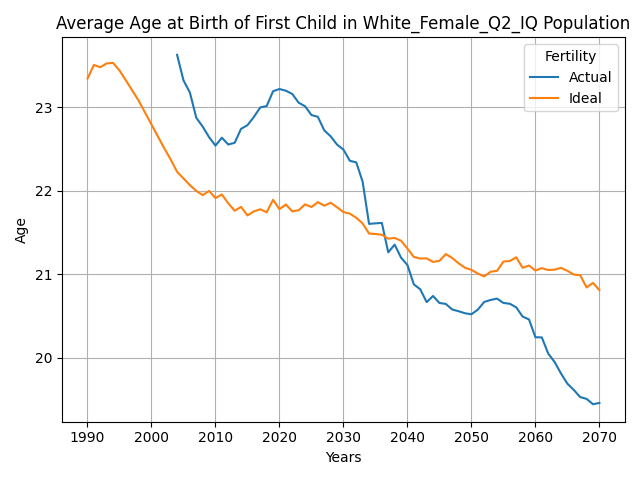 Average Age at Birth of First Child in White_Female_Q2_IQ Population
Fertility
Actual
Ideal
Age
23
22
21
20
1990 2000 2010 2020 2030 2040 2050 2060 2070
Years